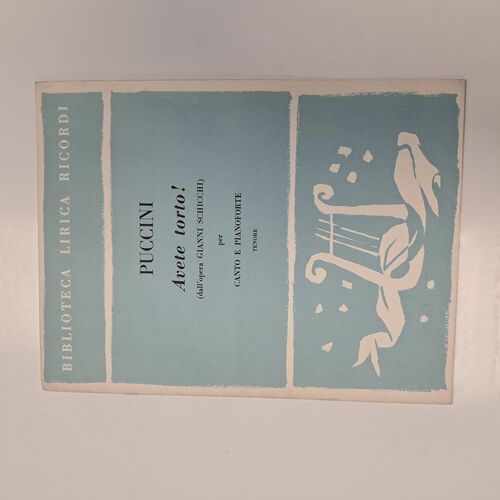 BIBLIOTECA LIRICA RICORDI
PUCCINI
Avete torto!
(dall'opera GIANNI SCHICCHI)
per
CANTO E PIANOFORTE
TENORE